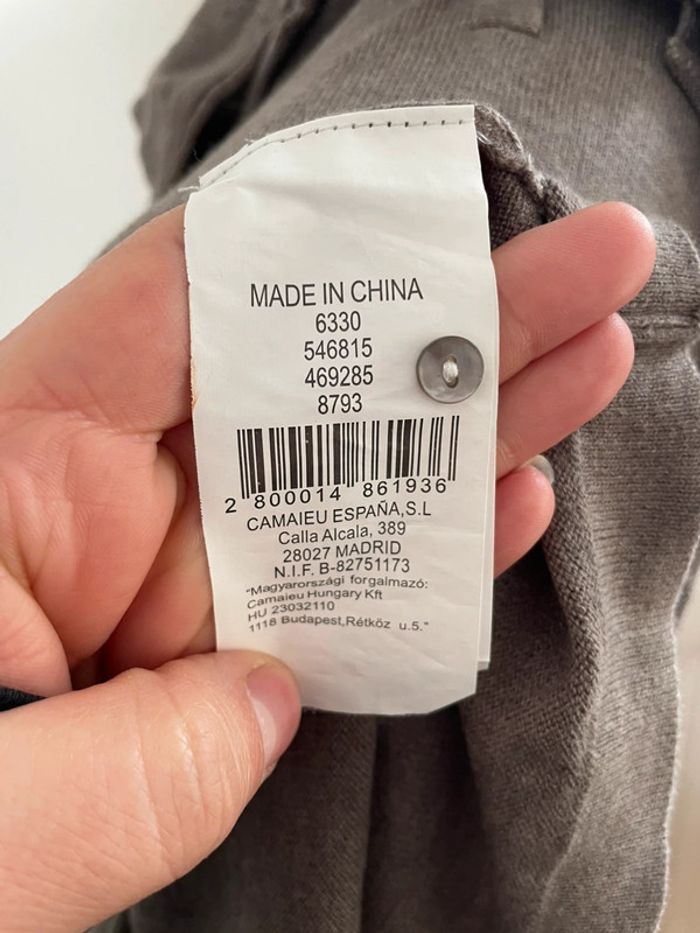 MADE IN CHINA
6330
546815
469285
8793
2 800014 861936
CAMAIEU ESPAÑA,S.L
Calla Alcala, 389
28027 MADRID
N.I.F. B-82751173
"Magyarországi forgalmazó:
Camaieu Hungary Kft
HU 23032110
1118 Budapest,Rétköz u.5."